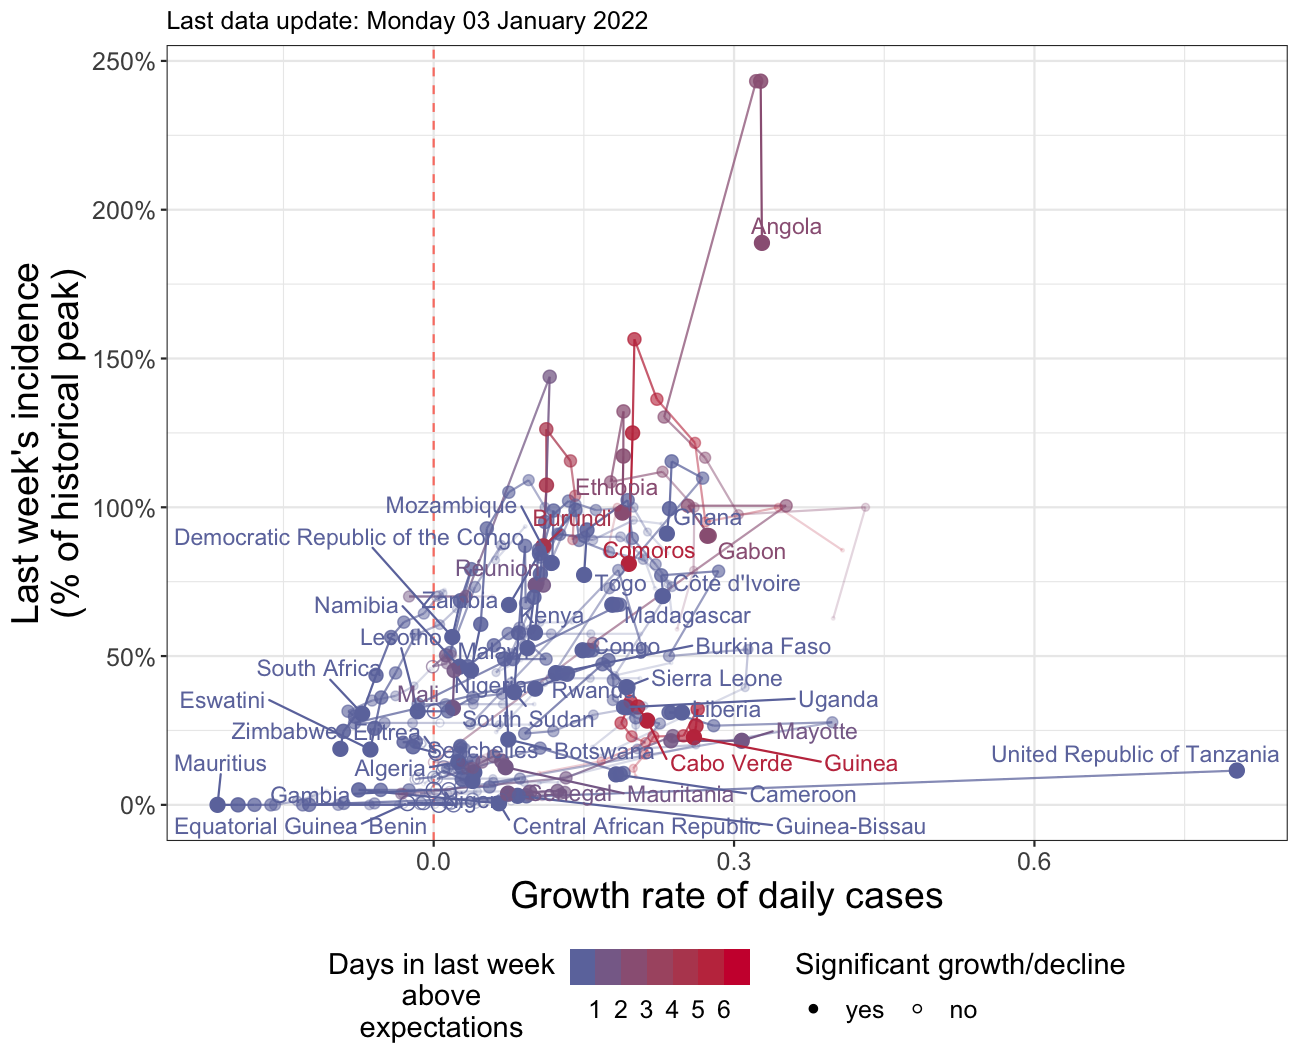 Last data update: Monday 03 January 2022
Last week's incidence
(% of historical peak)
250%
200%
150%
100%
50%
0%
Angola
Ethiopia
Mozambique
Burundi
Ghana
Democratic Republic of the Congo
Comoros
Gabon
Reunion
Togo
Côte d'Ivoire
Namibia
Zambia
Kenya
Madagascar
Lesotho
Malawi
Congo
Burkina Faso
South Africa
Nigeria
Rwanda
Sierra Leone
Eswatini
Mali
Uganda
South Sudan
Liberia
Zimbabwe
Eritrea
Mayotte
Seychelles
Botswana
United Republic of Tanzania
Mauritius
Algeria
Cabo Verde
Guinea
Gambia
Niger
Senegal
Mauritania
Cameroon
Equatorial Guinea
Benin
Central African Republic
Guinea-Bissau
0.0
0.3
0.6
Growth rate of daily cases
Days in last week
above
expectations
1 2 3 4 5 6
Significant growth/decline
yes
no